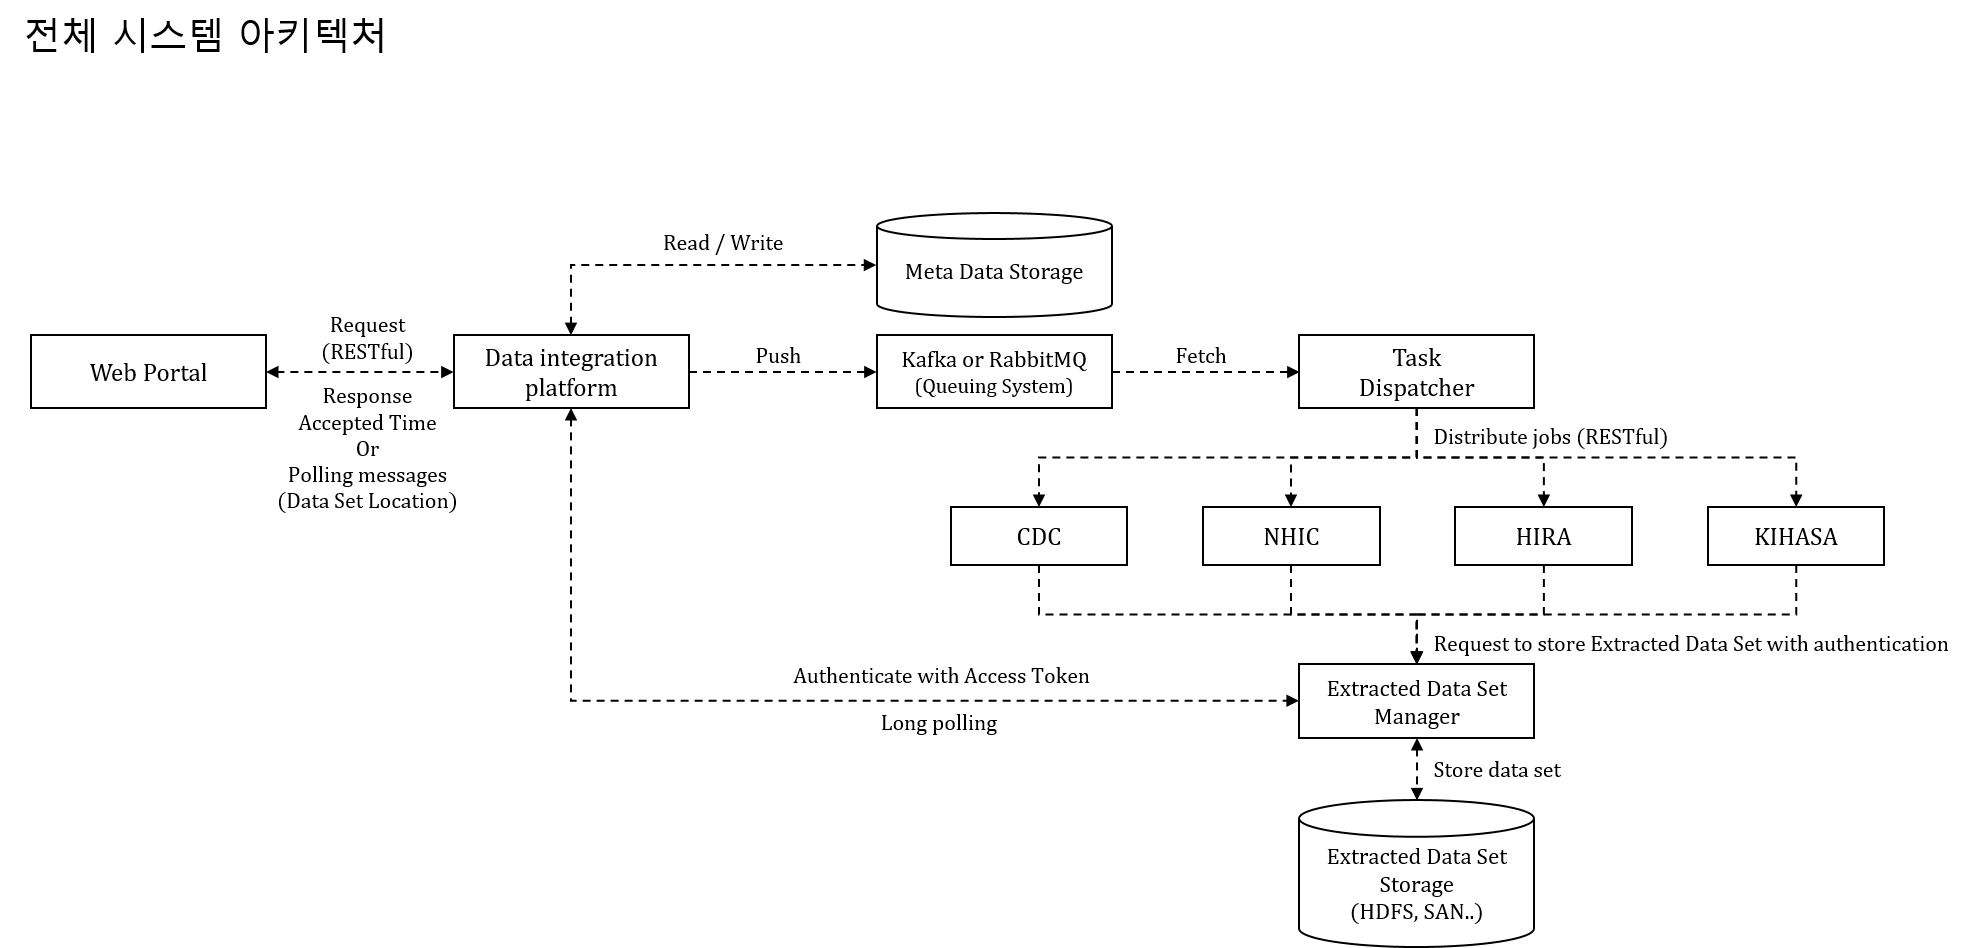 전체 시스템 아키텍처
Read / Write
Meta Data Storage
Web Portal
Request
(RESTful)
Response
Accepted Time
Or
Polling messages
(Data Set Location)
Data integration
platform
Push
Kafka or RabbitMQ
(Queuing System)
Fetch
Task
Dispatcher
Distribute jobs (RESTful)
CDC
NHIC
HIRA
KIHASA
Request to store Extracted Data Set with authentication
Authenticate with Access Token
Long polling
Extracted Data Set
Manager
Store data set
Extracted Data Set
Storage
(HDFS, SAN..)